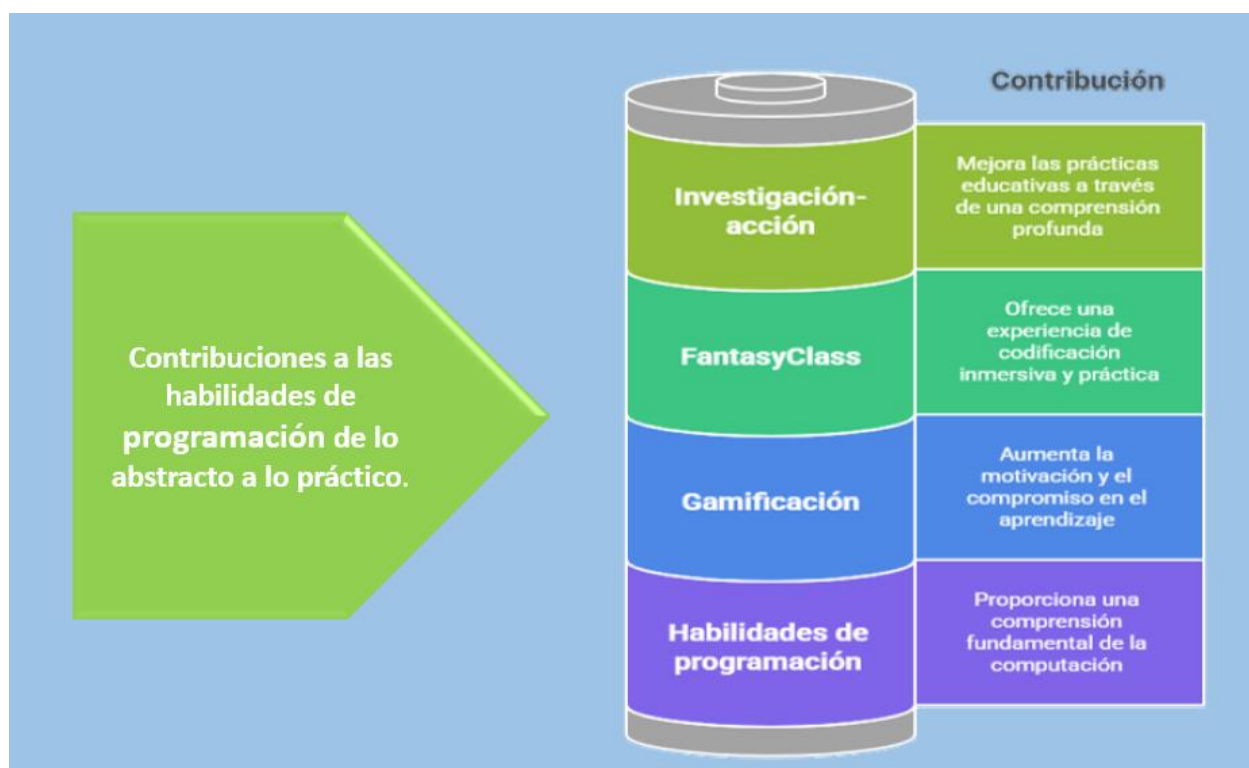 Contribuciones a las
habilidades de
programación de lo
abstracto a lo práctico.
Contribución
Investigación-
acción
Mejora las prácticas
educativas a través
de una comprensión
profunda
FantasyClass
Ofrece una
experiencia de
codificación
inmersiva y práctica
Gamificación
Aumenta la
motivación y el
compromiso en el
aprendizaje
Habilidades de
programación
Proporciona una
comprensión
fundamental de la
computación